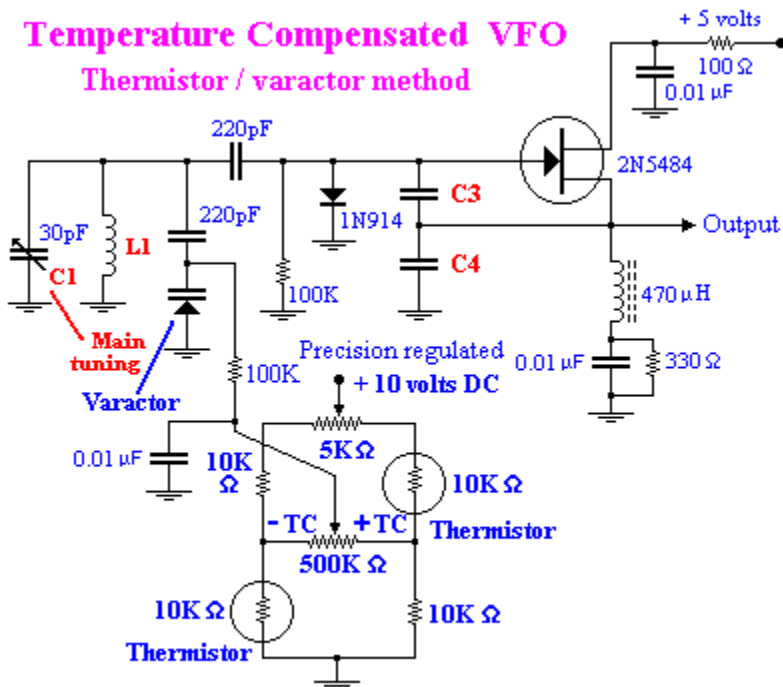 Temperature Compensated VFO
Thermistor / varactor method
+ 5 volts
100 Ω
0.01 µF
220pF
2N5484
C3
1N914
220pF
30pF
L1
C1
Output
C4
100K
470 µH
Main
tuning
Precision regulated
+ 10 volts DC
0.01 µF
330 Ω
100K
Varactor
5K Ω
0.01 µF
10K
Ω
10K Ω
Thermistor
- TC
+ TC
500K Ω
10K Ω
10K Ω
Thermistor